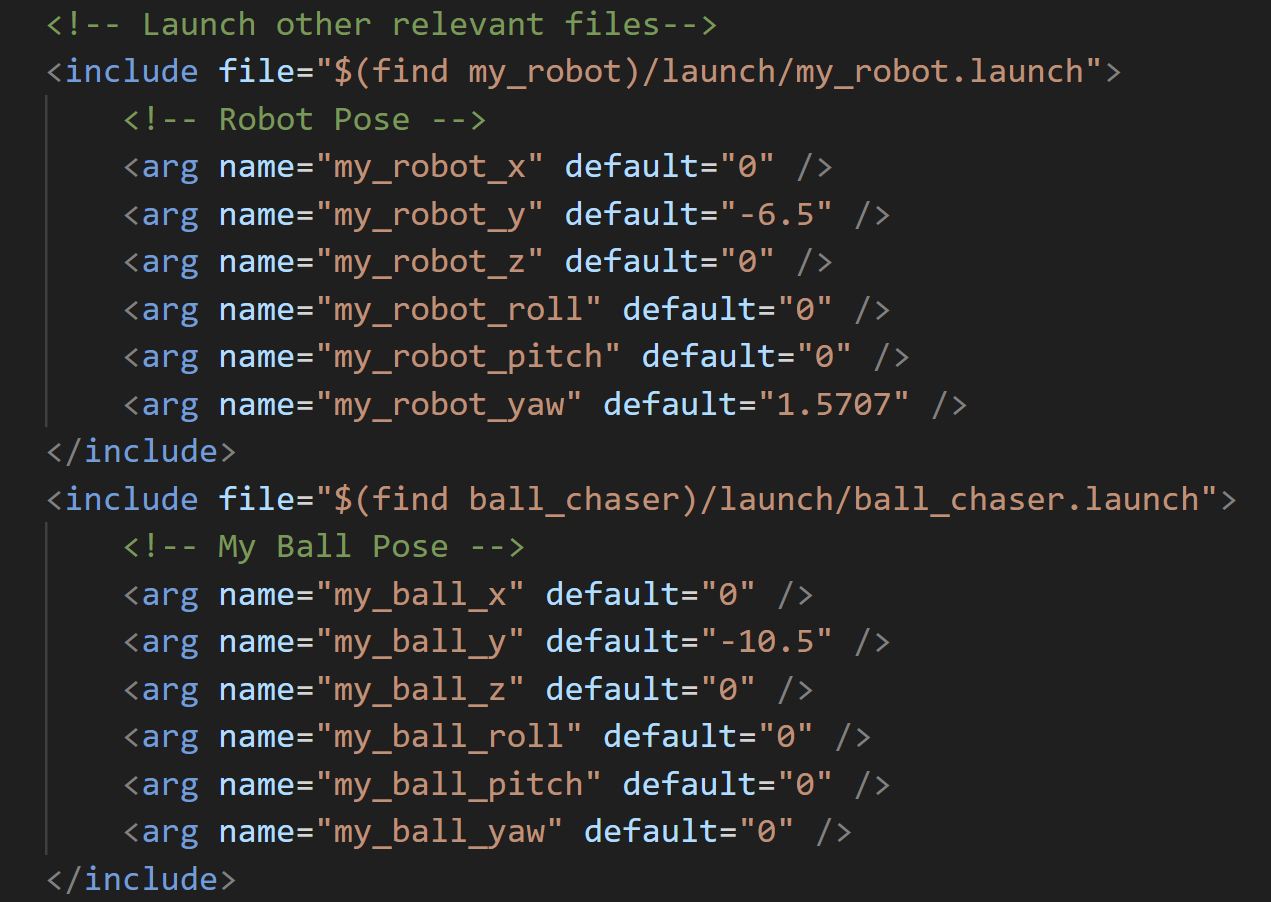 <!-- Launch other relevant files-->
<include file="$(find my_robot)/launch/my_robot.launch">
    <!-- Robot Pose -->
    <arg name="my_robot_x" default="0" />
    <arg name="my_robot_y" default="-6.5" />
    <arg name="my_robot_z" default="0" />
    <arg name="my_robot_roll" default="0" />
    <arg name="my_robot_pitch" default="0" />
    <arg name="my_robot_yaw" default="1.5707" />
</include>
<include file="$(find ball_chaser)/launch/ball_chaser.launch">
    <!-- My Ball Pose -->
    <arg name="my_ball_x" default="0" />
    <arg name="my_ball_y" default="-10.5" />
    <arg name="my_ball_z" default="0" />
    <arg name="my_ball_roll" default="0" />
    <arg name="my_ball_pitch" default="0" />
    <arg name="my_ball_yaw" default="0" />
</include>